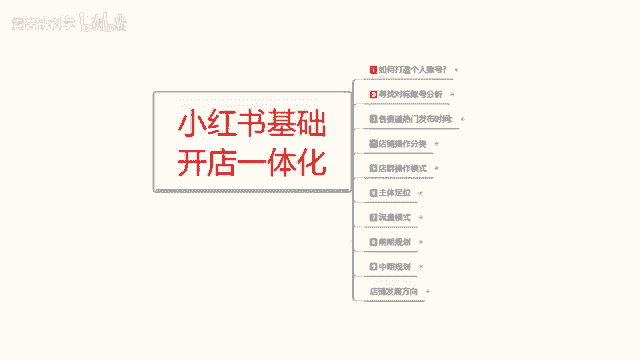 小红书基础
开店一体化
1 如何打造个人账号?
2 寻找对标账号分析
3 各赛道热门发布时间
4 店铺操作分类
5 店群操作模式
6 主体定位
7 流量模式
8 前期规划
9 中期规划
店铺发展方向
bilibili